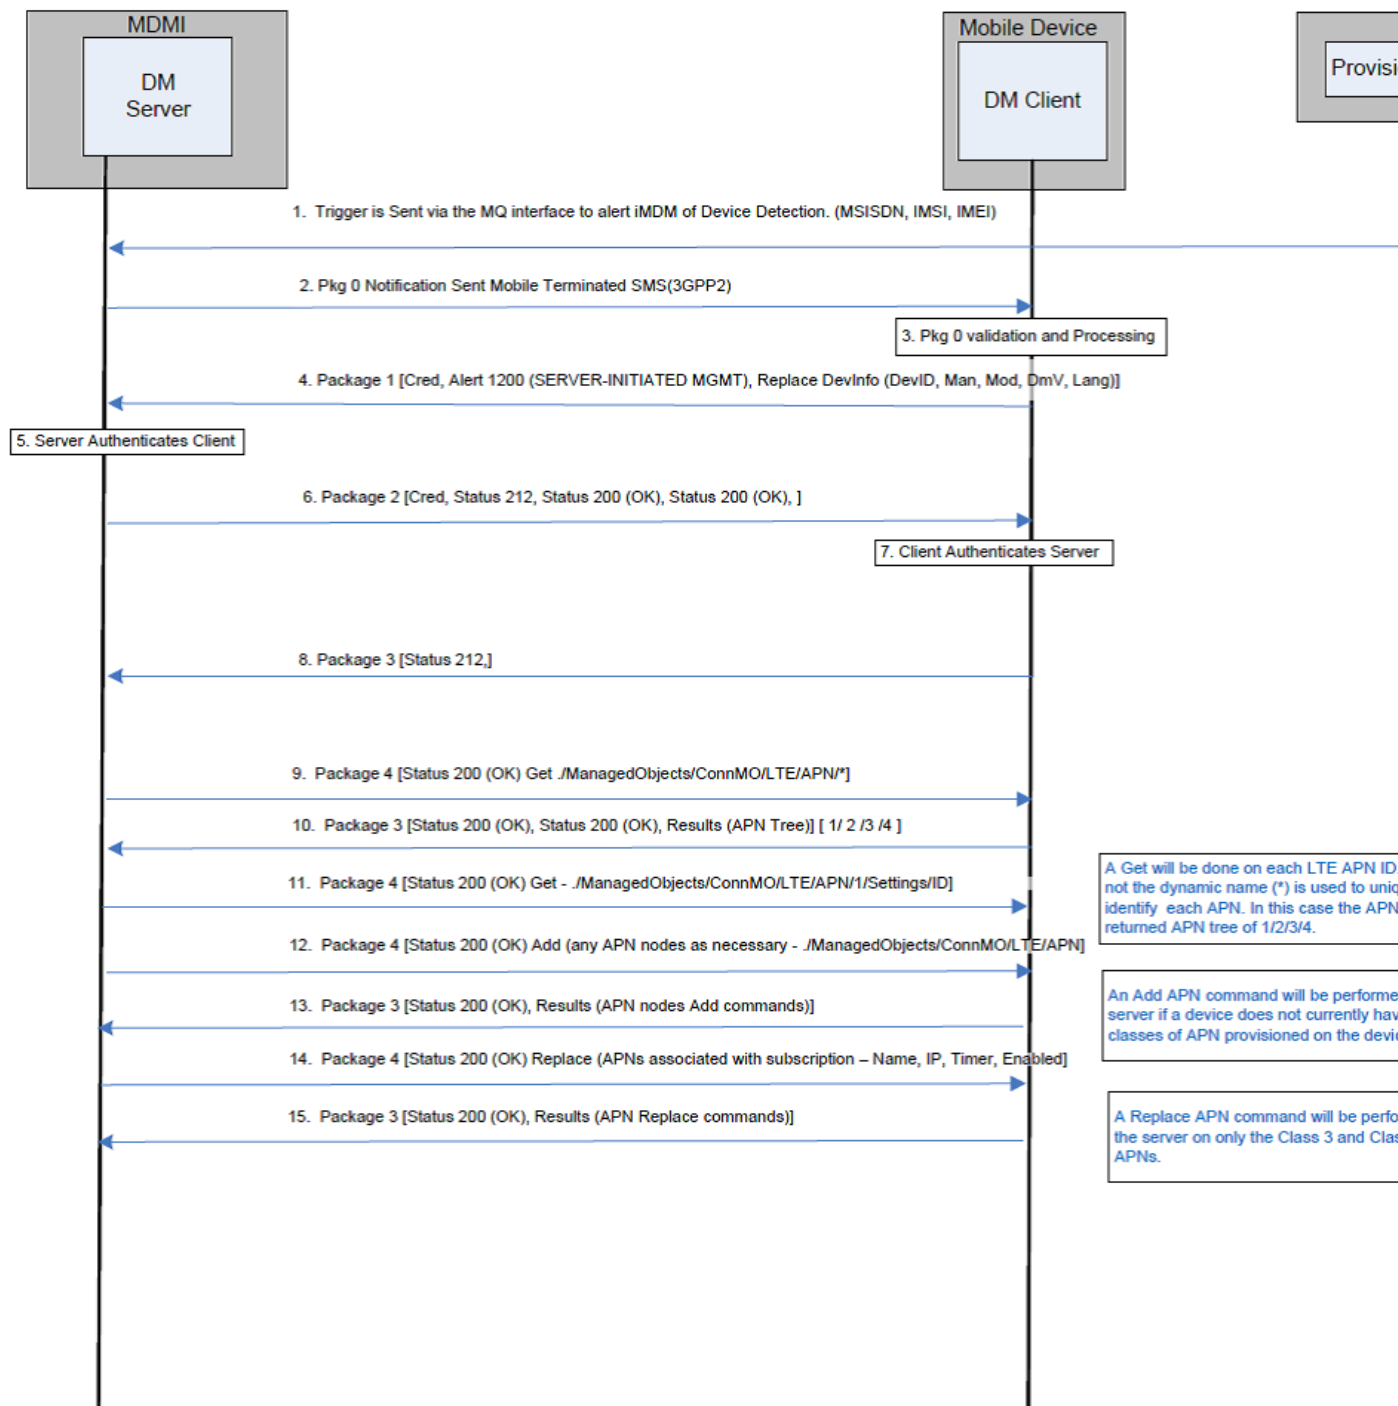 MDMI
DM
Server
Mobile Device
DM Client
1. Trigger is Sent via the MQ interface to alert iMDM of Device Detection. (MSISDN, IMSI, IMEI)
2. Pkg 0 Notification Sent Mobile Terminated SMS(3GPP2)
3. Pkg 0 validation and Processing
4. Package 1 [Cred, Alert 1200 (SERVER-INITIATED MGMT), Replace DevInfo (DevID, Man, Mod, DmV, Lang)]
5. Server Authenticates Client
6. Package 2 [Cred, Status 212, Status 200 (OK), Status 200 (OK), ]
7. Client Authenticates Server
8. Package 3 [Status 212,]
9. Package 4 [Status 200 (OK) Get ./ManagedObjects/ConnMO/LTE/APN/*]
10. Package 3 [Status 200 (OK), Status 200 (OK), Results (APN Tree)] [ 1/ 2 /3 /4 ]
11. Package 4 [Status 200 (OK) Get - ./ManagedObjects/ConnMO/LTE/APN/1/Settings/ID]
A Get will be done on each LTE APN ID
not the dynamic name (*) is used to
identify each APN. In this case the APN
returned APN tree of 1/2/3/4.
12. Package 4 [Status 200 (OK) Add (any APN nodes as necessary - ./ManagedObjects/ConnMO/LTE/APN]
13. Package 3 [Status 200 (OK), Results (APN nodes Add commands)]
An Add APN command will be
server if a device does not currently
classes of APN provisioned on the
14. Package 4 [Status 200 (OK) Replace (APNs associated with subscription – Name, IP, Timer, Enabled]
15. Package 3 [Status 200 (OK), Results (APN Replace commands)]
A Replace APN command will be
the server on only the Class 3 and
APNs.